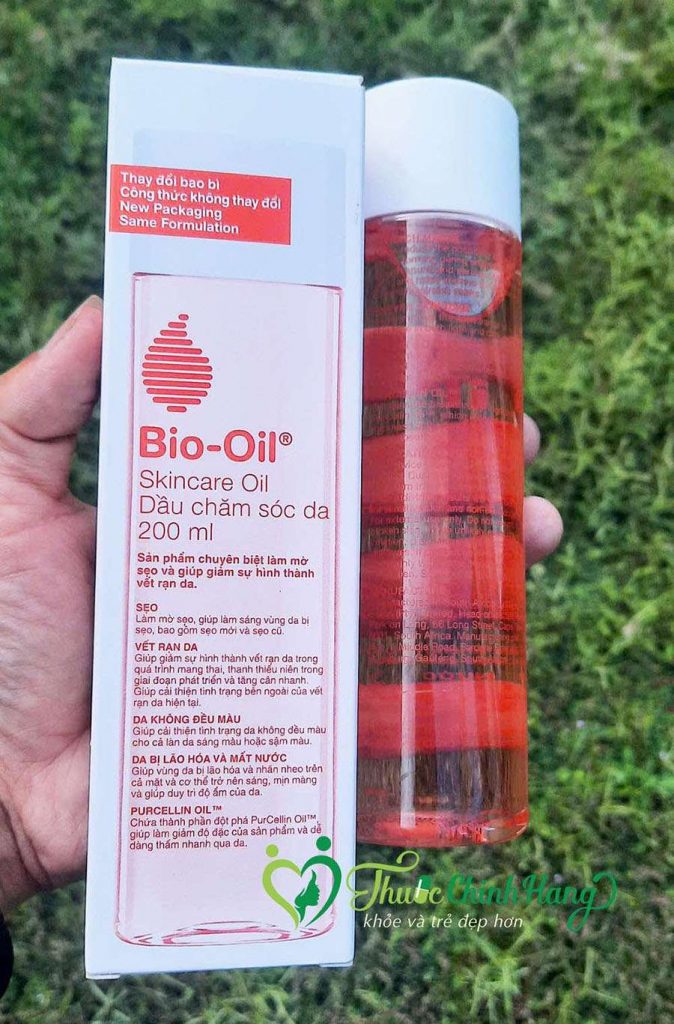 Thay đổi bao bì
Công thức không thay đổi
New Packaging
Same Formulation
Bio-Oil®
Skincare Oil
Dầu chăm sóc da
200 ml
Sản phẩm chuyên biệt làm mờ
sẹo và giúp giảm sự hình thành
vết rạn da.
SẸO
Làm mờ sẹo, giúp làm sáng vùng da bị
sẹo, bao gồm sẹo mới và sẹo cũ.
VẾT RẠN DA
Giúp giảm sự hình thành vết rạn da trong
quá trình mang thai, thanh thiếu niên trong
giai đoạn phát triển và tăng cân nhanh.
Giúp cải thiện tình trạng bên ngoài của vết
rạn da hiện tại.
DA KHÔNG ĐỀU MÀU
Giúp cải thiện tình trạng da không đều màu
cho cả làn da sáng màu hoặc sậm màu.
DA BỊ LÃO HÓA VÀ MẤT NƯỚC
Giúp vùng da bị lão hóa và nhăn nheo trên
cả mặt và cơ thể trở nên sáng, mịn màng
và giúp duy trì độ ẩm của da.
PURCELLIN OIL™
Chứa thành phần đột phá PurCellin Oil™
giúp làm giảm độ đặc của sản phẩm và dễ
dàng thấm nhanh qua da.
Long Street
South Africa
Road
Thuốc Chính Hãng
khỏe và trẻ đẹp hơn